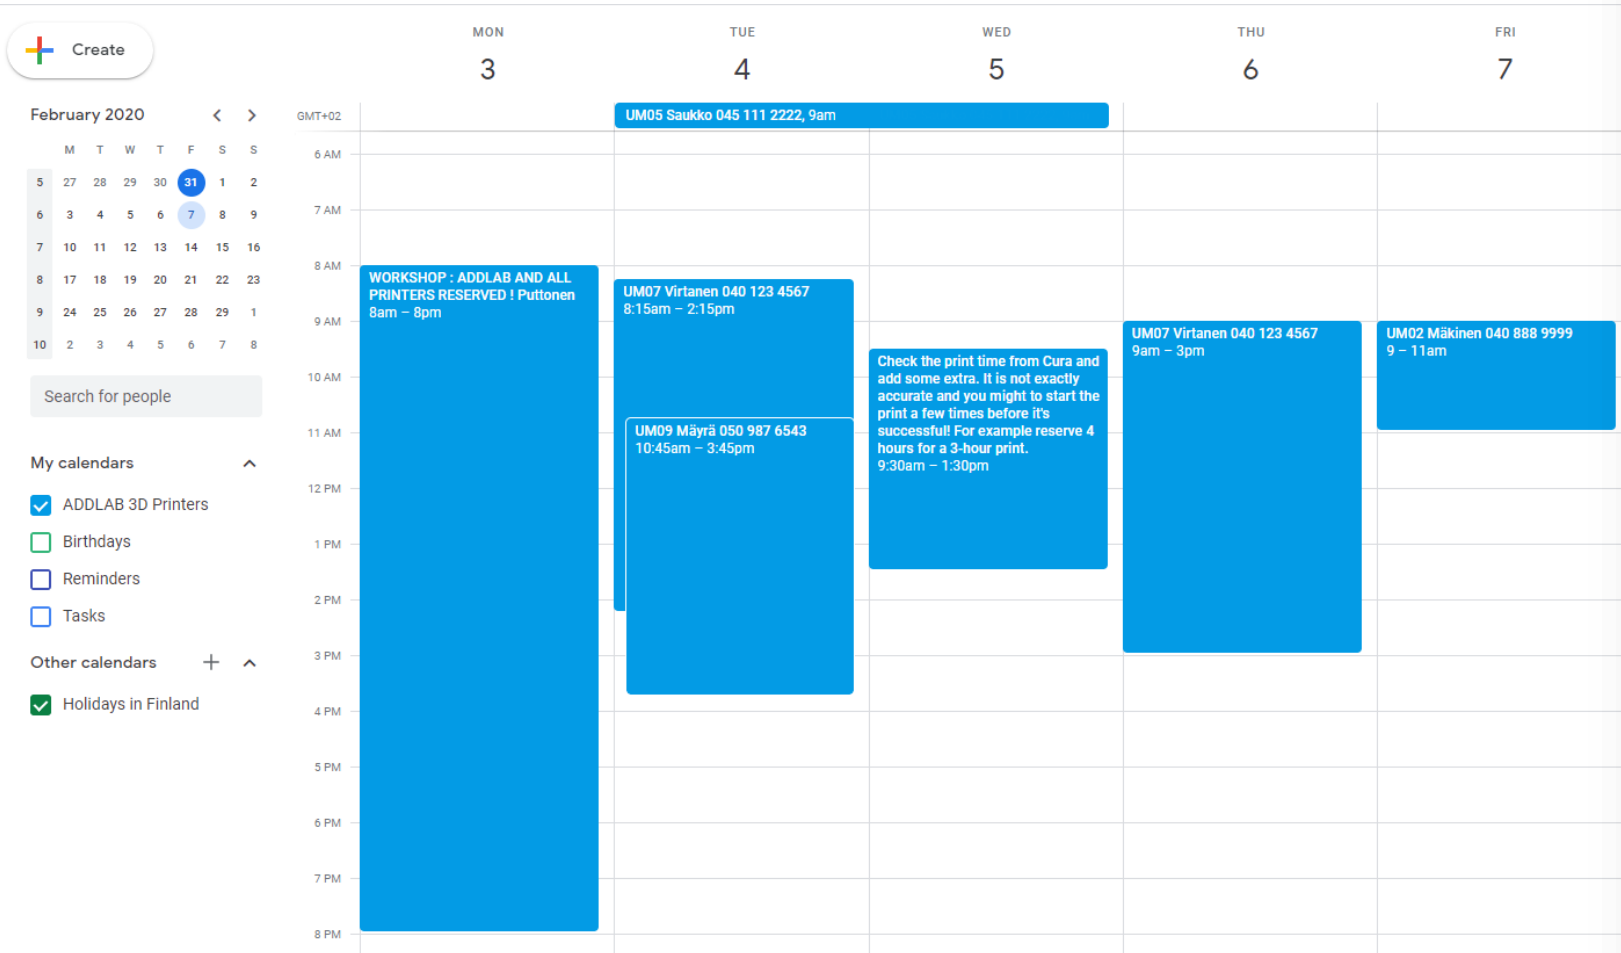 Create
February 2020
M T W T F S S
5 27 28 29 30 31 1 2
6 3 4 5 6 7 8 9
7 10 11 12 13 14 15 16
8 17 18 19 20 21 22 23
9 24 25 26 27 28 29 1
10 2 3 4 5 6 7 8
Search for people
My calendars
ADDLAB 3D Printers
Birthdays
Reminders
Tasks
Other calendars
Holidays in Finland
MON TUE WED THU FRI
3 4 5 6 7
GMT+02
UM05 Saukko 045 111 2222, 9am
6 AM
7 AM
8 AM
9 AM
10 AM
11 AM
12 PM
1 PM
2 PM
3 PM
4 PM
5 PM
6 PM
7 PM
8 PM
WORKSHOP : ADDLAB AND ALL
PRINTERS RESERVED ! Puttonen
8am – 8pm
UM07 Virtanen 040 123 4567
8:15am – 2:15pm
UM09 Mäyrä 050 987 6543
10:45am – 3:45pm
Check the print time from Cura and
add some extra. It is not exactly
accurate and you might to start the
print a few times before it's
successful! For example reserve 4
hours for a 3-hour print.
9:30am – 1:30pm
UM07 Virtanen 040 123 4567
9am – 3pm
UM02 Mäkinen 040 888 9999
9 – 11am